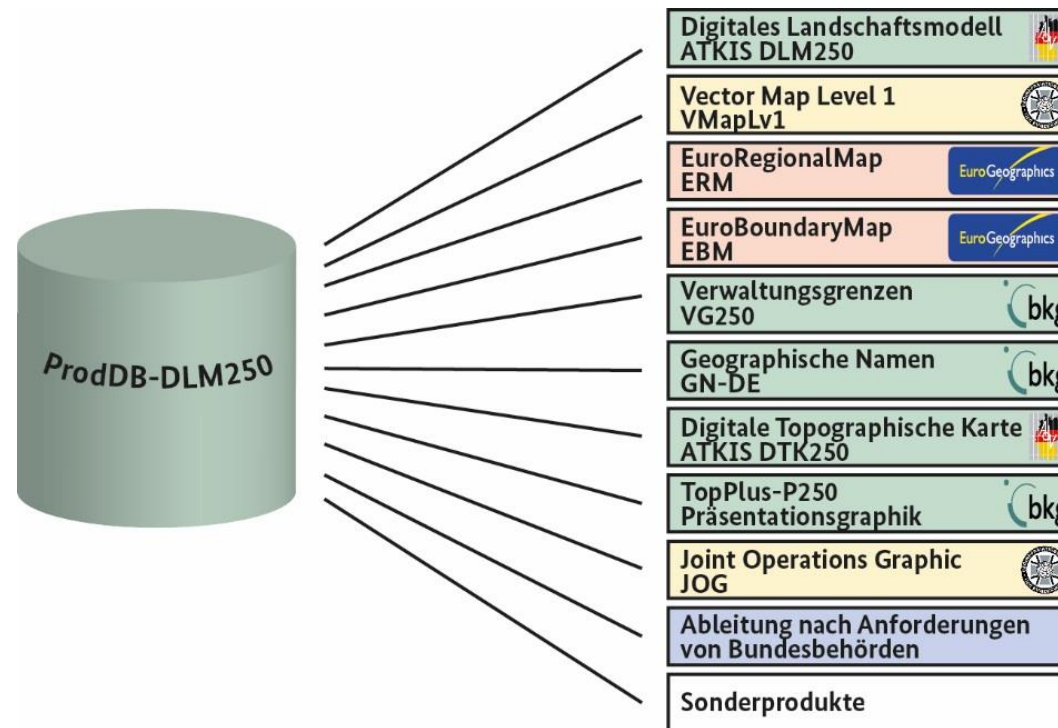 Digitales Landschaftsmodell
ATKIS DLM250
Vector Map Level 1
VMapLv1
EuroRegionalMap
ERM
EuroGeographics
EuroBoundaryMap
EBM
EuroGeographics
Verwaltungsgrenzen
VG250
bkg
Geographische Namen
GN-DE
bkg
Digitale Topographische Karte
ATKIS DTK250
TopPlus-P250
Präsentationsgraphik
bkg
Joint Operations Graphic
JOG
Ableitung nach Anforderungen
von Bundesbehörden
Sonderprodukte
ProdDB-DLM250